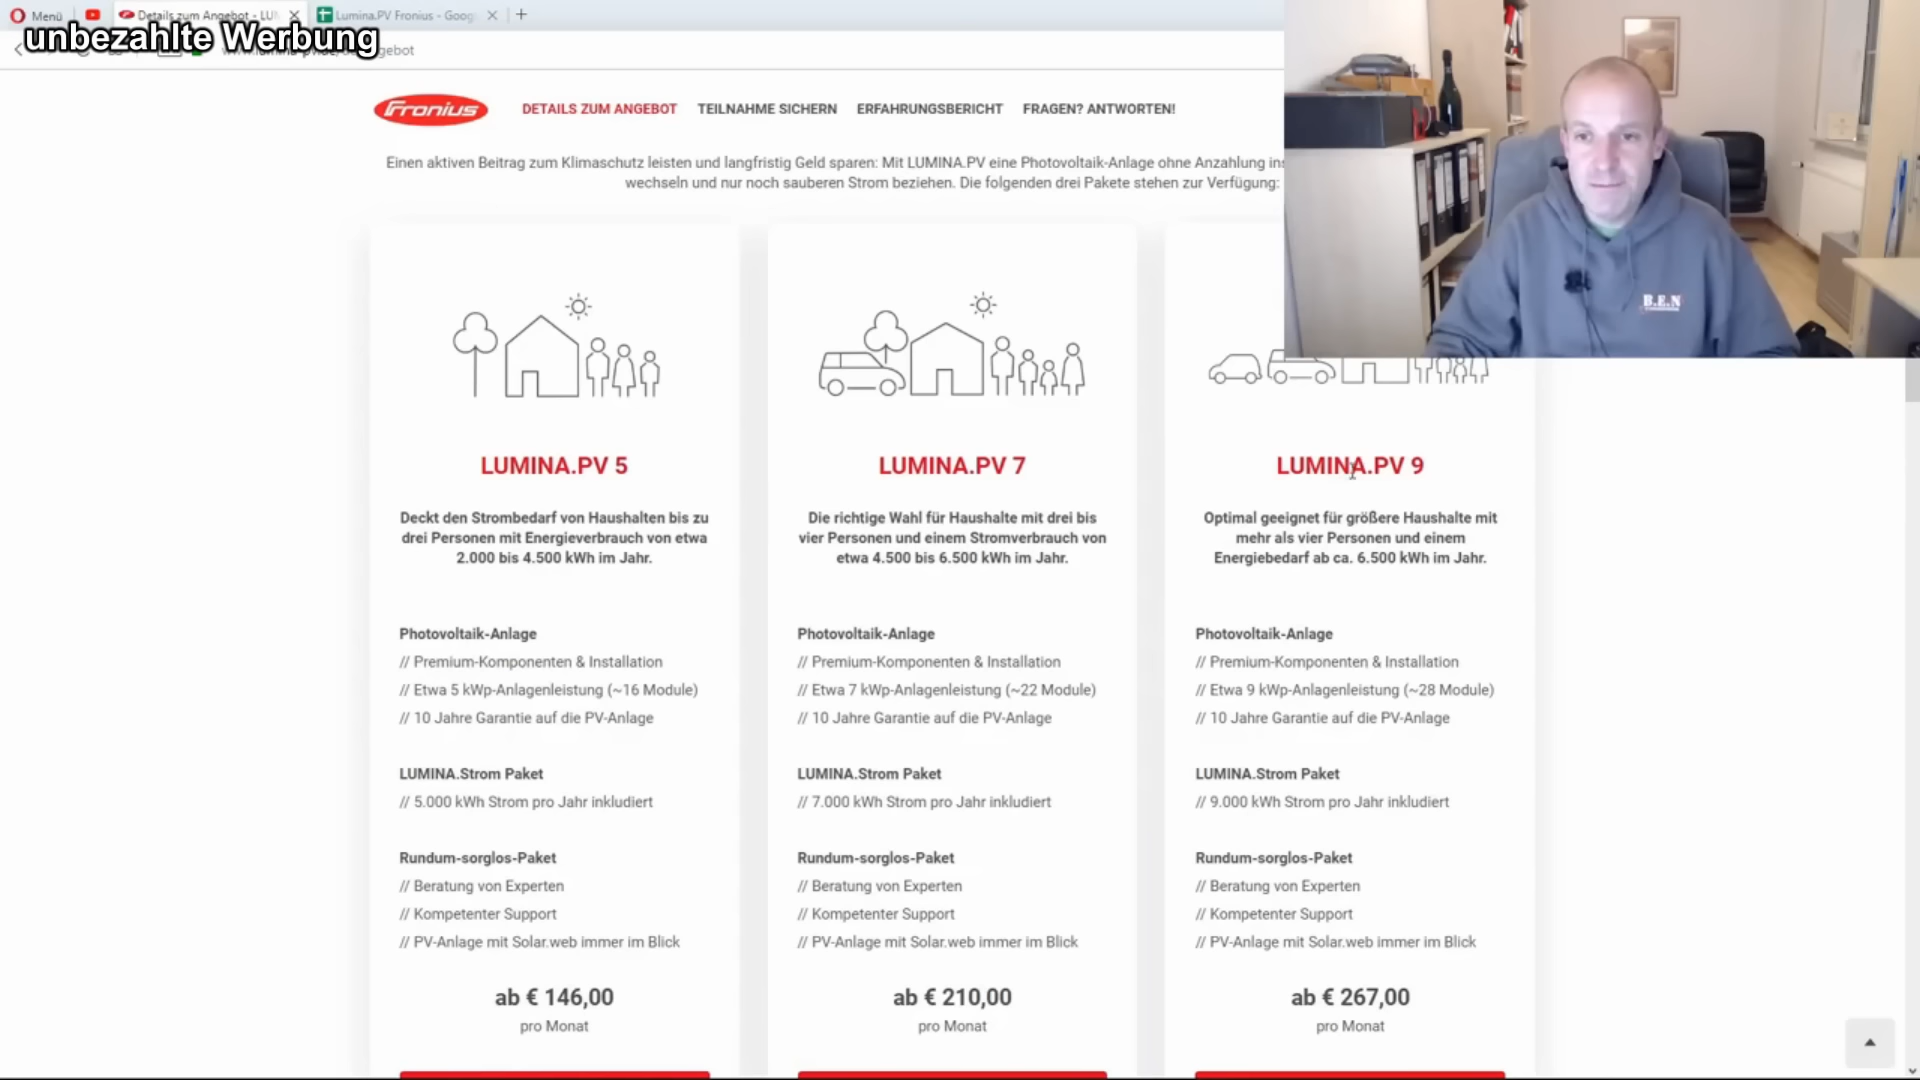 Menü
Details zum Angebot - LU
Lumina.PV Fronius - Goog
unbezahlte Werbung
Fronius
DETAILS ZUM ANGEBOT
TEILNAHME SICHERN
ERFAHRUNGSBERICHT
FRAGEN? ANTWORTEN!
Einen aktiven Beitrag zum Klimaschutz leisten und langfristig Geld sparen: Mit LUMINA.PV eine Photovoltaik-Anlage ohne Anzahlung ins
wechseln und nur noch sauberen Strom beziehen. Die folgenden drei Pakete stehen zur Verfügung:
B.E.N
LUMINA.PV 5
Deckt den Strombedarf von Haushalten bis zu
drei Personen mit Energieverbrauch von etwa
2.000 bis 4.500 kWh im Jahr.
Photovoltaik-Anlage
// Premium-Komponenten & Installation
// Etwa 5 kWp-Anlagenleistung (~16 Module)
// 10 Jahre Garantie auf die PV-Anlage
LUMINA.Strom Paket
// 5.000 kWh Strom pro Jahr inkludiert
Rundum-sorglos-Paket
// Beratung von Experten
// Kompetenter Support
// PV-Anlage mit Solar.web immer im Blick
ab € 146,00
pro Monat
LUMINA.PV 7
Die richtige Wahl für Haushalte mit drei bis
vier Personen und einem Stromverbrauch von
etwa 4.500 bis 6.500 kWh im Jahr.
Photovoltaik-Anlage
// Premium-Komponenten & Installation
// Etwa 7 kWp-Anlagenleistung (~22 Module)
// 10 Jahre Garantie auf die PV-Anlage
LUMINA.Strom Paket
// 7.000 kWh Strom pro Jahr inkludiert
Rundum-sorglos-Paket
// Beratung von Experten
// Kompetenter Support
// PV-Anlage mit Solar.web immer im Blick
ab € 210,00
pro Monat
LUMINA.PV 9
Optimal geeignet für größere Haushalte mit
mehr als vier Personen und einem
Energiebedarf ab ca. 6.500 kWh im Jahr.
Photovoltaik-Anlage
// Premium-Komponenten & Installation
// Etwa 9 kWp-Anlagenleistung (~28 Module)
// 10 Jahre Garantie auf die PV-Anlage
LUMINA.Strom Paket
// 9.000 kWh Strom pro Jahr inkludiert
Rundum-sorglos-Paket
// Beratung von Experten
// Kompetenter Support
// PV-Anlage mit Solar.web immer im Blick
ab € 267,00
pro Monat